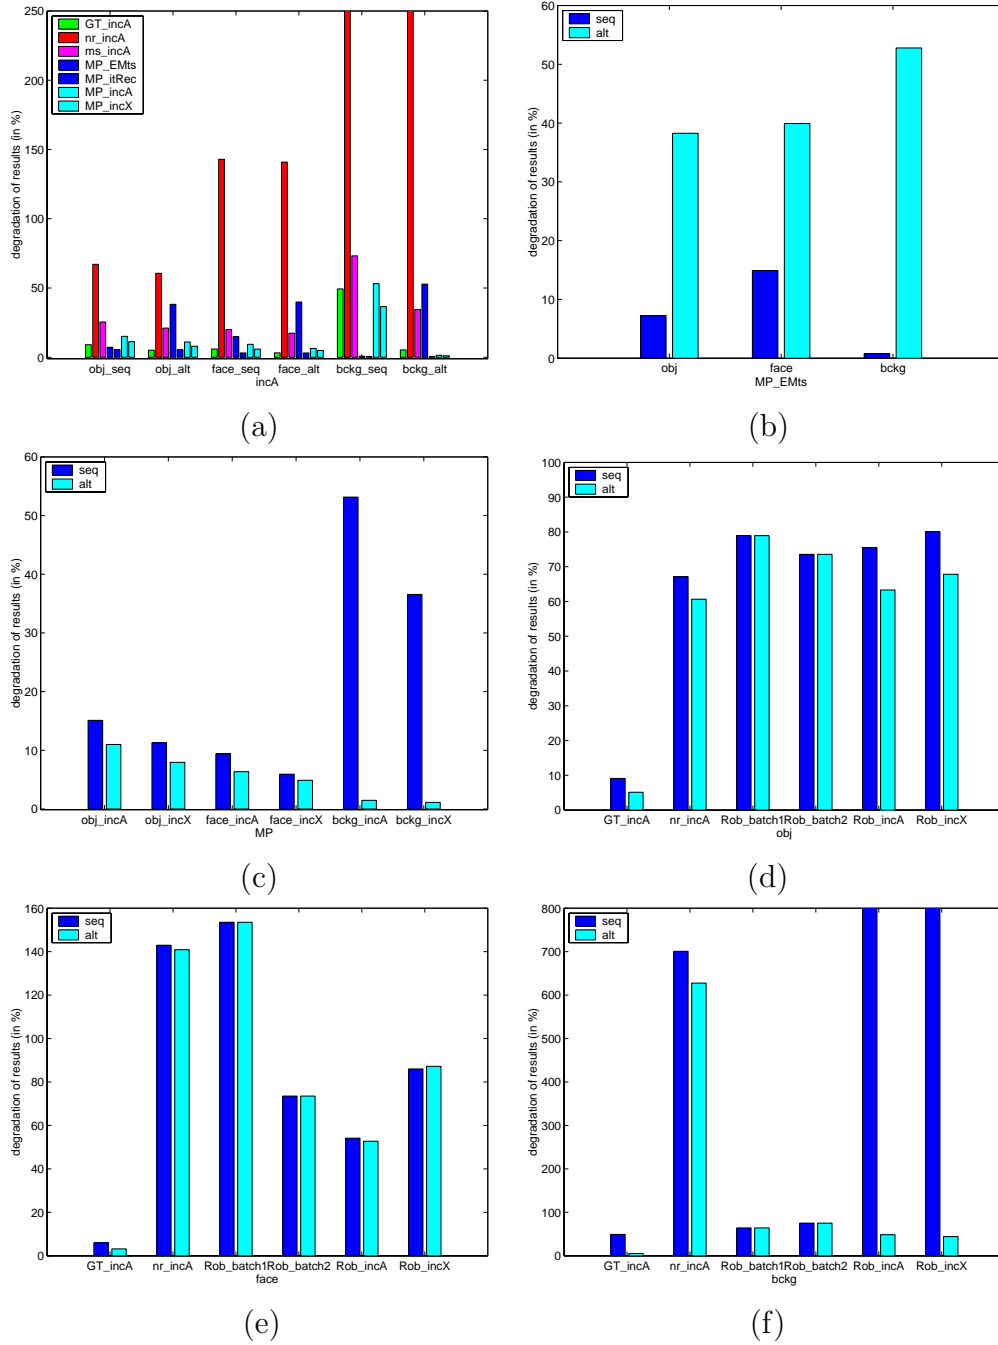 250
200
150
100
50
0
degradation of results (in %)
GT_incA
nr_incA
ms_incA
MP_EMts
MP_itRec
MP_incA
MP_incX
obj_seq obj_alt face_seq face_alt bckg_seq bckg_alt
incA
(a)
60
50
40
30
20
10
0
degradation of results (in %)
seq
alt
obj face bckg
MP_EMts
(b)
60
50
40
30
20
10
0
degradation of results (in %)
seq
alt
obj_incA obj_incX face_incA face_incX bckg_incA bckg_incX
MP
(c)
100
90
80
70
60
50
40
30
20
10
0
degradation of results (in %)
seq
alt
GT_incA nr_incA Rob_batch1Rob_batch2 Rob_incA Rob_incX
obj
(d)
160
140
120
100
80
60
40
20
0
degradation of results (in %)
seq
alt
GT_incA nr_incA Rob_batch1Rob_batch2 Rob_incA Rob_incX
face
(e)
800
700
600
500
400
300
200
100
0
degradation of results (in %)
seq
alt
GT_incA nr_incA Rob_batch1Rob_batch2 Rob_incA Rob_incX
bckg
(f)